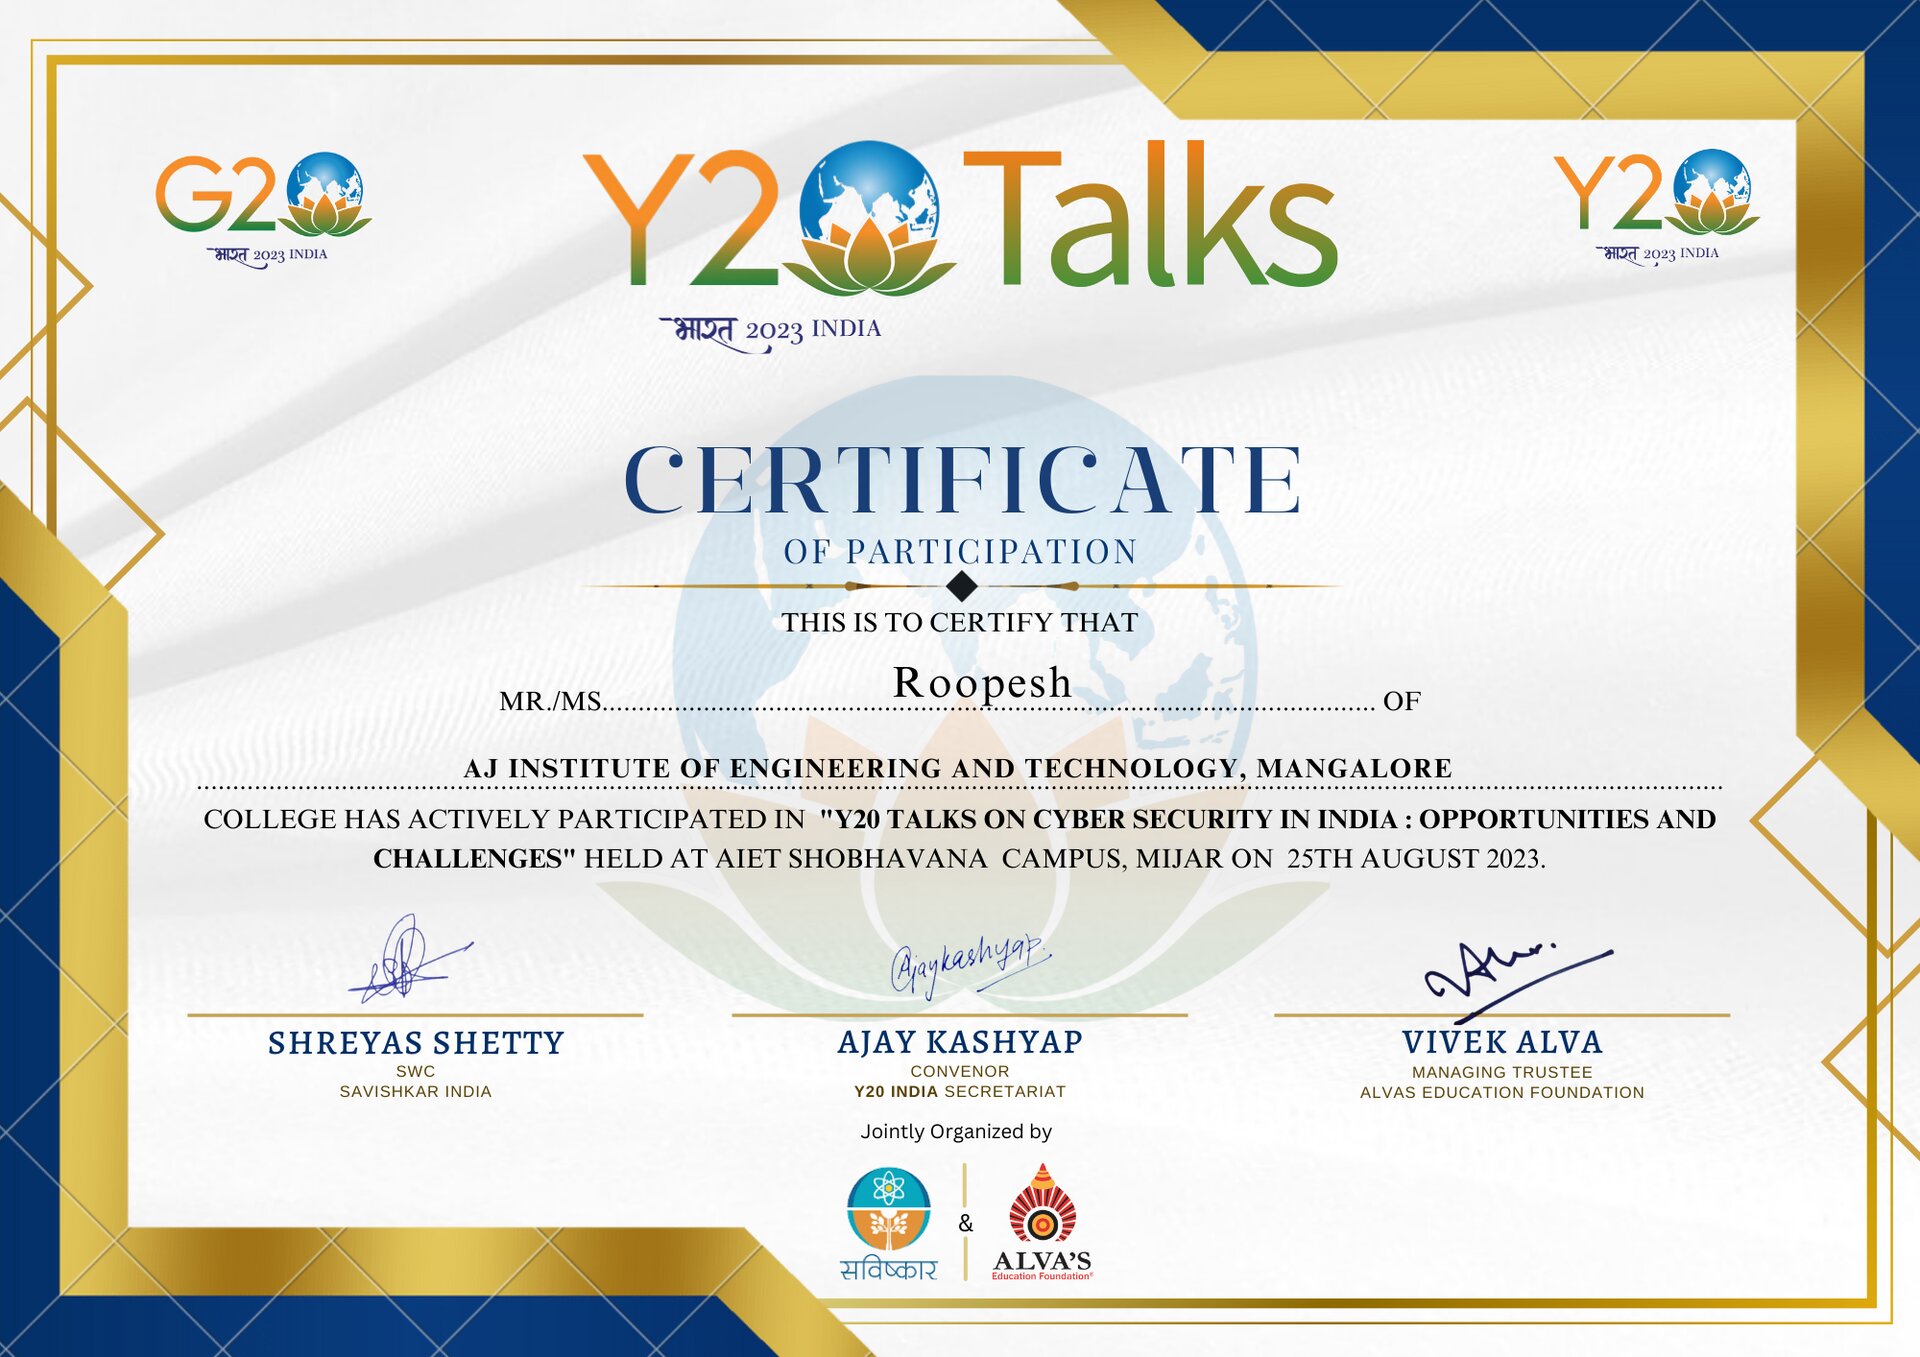 G20
भारत 2023 INDIA
Y20 Talks
भारत 2023 INDIA
Y20
भारत 2023 INDIA
CERTIFICATE
OF PARTICIPATION
THIS IS TO CERTIFY THAT
MR./MS.......Roopesh....... OF
AJ INSTITUTE OF ENGINEERING AND TECHNOLOGY, MANGALORE
COLLEGE HAS ACTIVELY PARTICIPATED IN "Y20 TALKS ON CYBER SECURITY IN INDIA : OPPORTUNITIES AND
CHALLENGES" HELD AT AIET SHOBHAVANA CAMPUS, MIJAR ON 25TH AUGUST 2023.
Ajaykashyap
SHREYAS SHETTY
SWC
SAVISHKAR INDIA
AJAY KASHYAP
CONVENOR
Y20 INDIA SECRETARIAT
VIVEK ALVA
MANAGING TRUSTEE
ALVAS EDUCATION FOUNDATION
Jointly Organized by
सविष्कार
&
ALVA'S
Education Foundation®